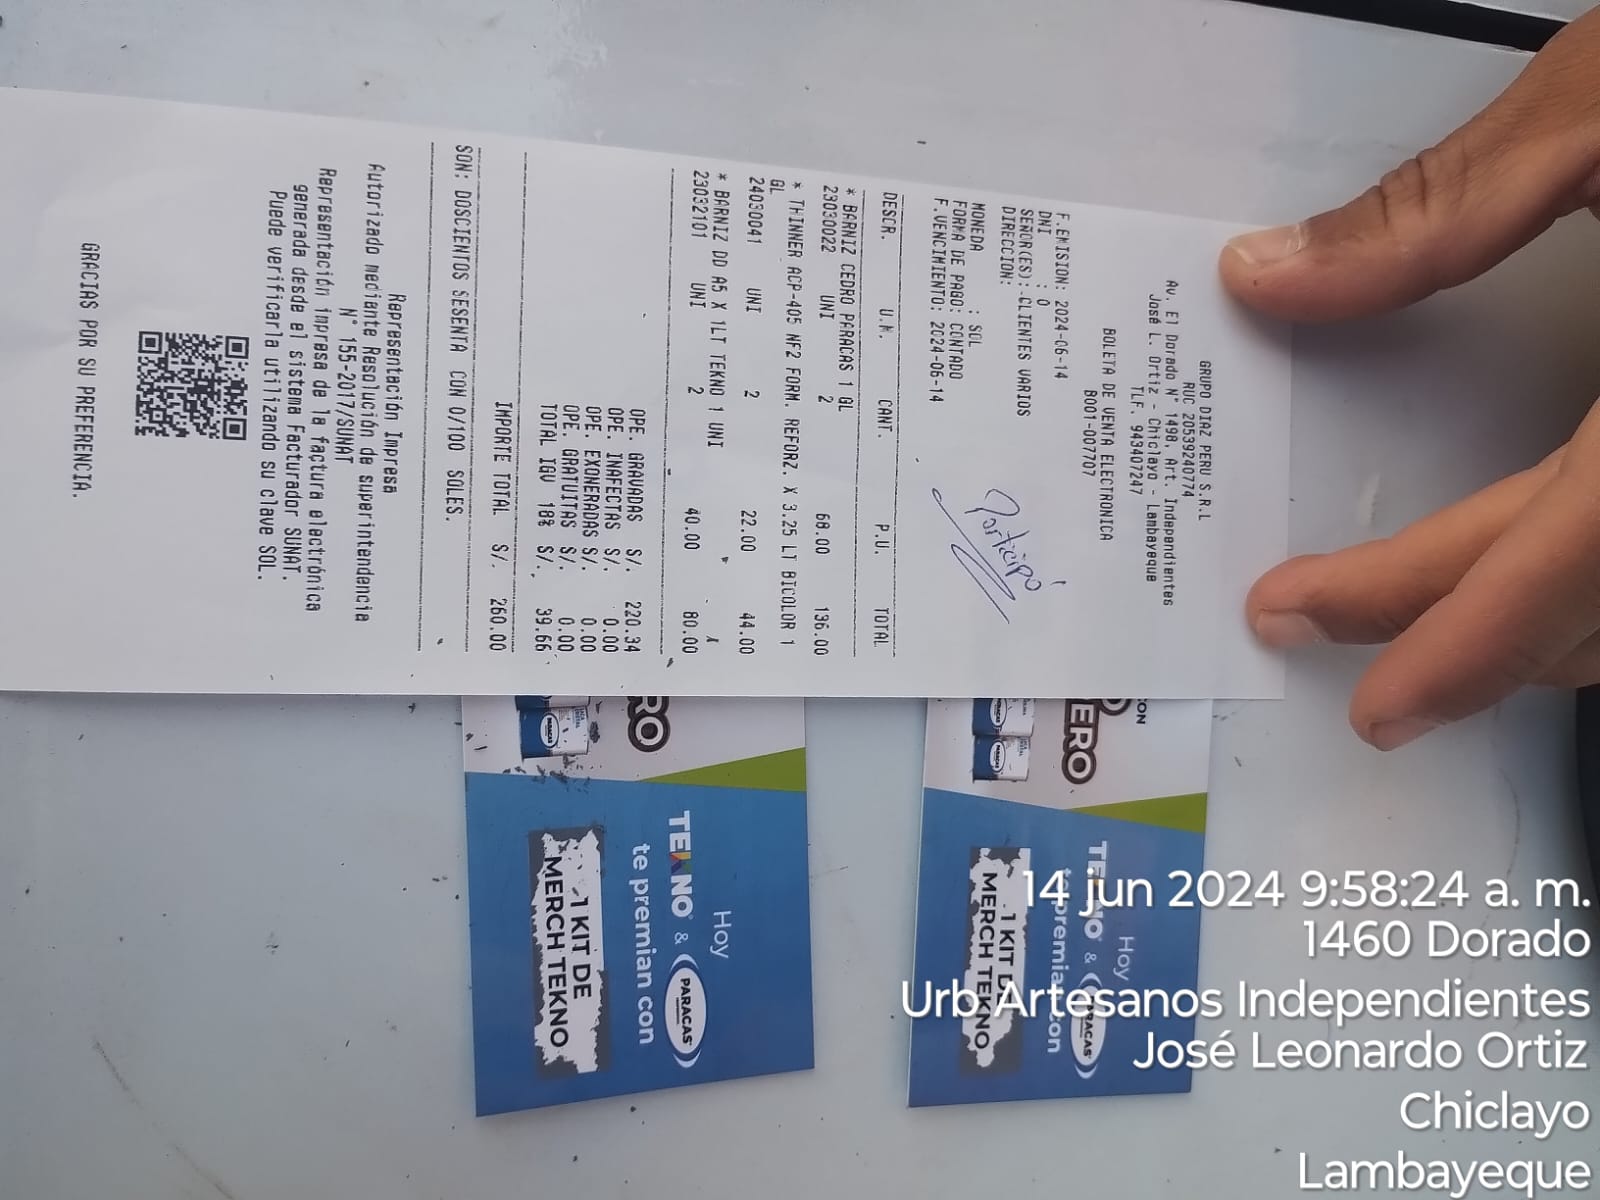 GRUPO DIAZ PERU S.R.L
RUC 20539240774
Av. El Dorado N° 1498, Art. Independientes
José L. Ortiz - Chiclayo - Lambayeque
TLF. 943407247
BOLETA DE VENTA ELECTRONICA
B001-007707
F.EMISION: 2024-06-14
DNI : 0
SEÑOR(ES):-CLIENTES VARIOS
DIRECCION:
MONEDA : SOL
FORMA DE PAGO: CONTADO
F.VENCIMIENTO: 2024-06-14
Participó
DESCR. U.M. CANT. P.U. TOTAL
* BARNIZ CEDRO PARACAS 1 GL
23030022 UNI 2 68.00 136.00
* THINNER ACP-405 NF2 FORM. REFORZ. X 3.25 LT BICOLOR 1
GL
24030041 UNI 2 22.00 44.00
* BARNIZ DD A5 X 1LT TEKNO 1 UNI
23032101 UNI 2 40.00 80.00
OPE. GRAVADAS S/. 220.34
OPE. INAFECTAS S/. 0.00
OPE. EXONERADAS S/. 0.00
OPE. GRATUITAS S/. 0.00
TOTAL IGV 18% S/. 39.66
IMPORTE TOTAL S/. 260.00
SON: DOSCIENTOS SESENTA CON 0/100 SOLES.
Representación Impresa
Autorizado mediante Resolución de superintendencia
N° 155-2017/SUNAT
Representación impresa de la factura electrónica
generada desde el sistema Facturador SUNAT.
Puede verificarla utilizando su clave SOL.
GRACIAS POR SU PREFERENCIA.
CON
ERO
PARACAS
Hoy
TEKNO & PARACAS
te premian con
1 KIT DE
MERCH TEKNO
RO
PARACAS
Hoy
TEKNO & PARACAS
te premian con
1 KIT DE
MERCH TEKNO
14 jun 2024 9:58:24 a. m.
1460 Dorado
Urb Artesanos Independientes
José Leonardo Ortiz
Chiclayo
Lambayeque